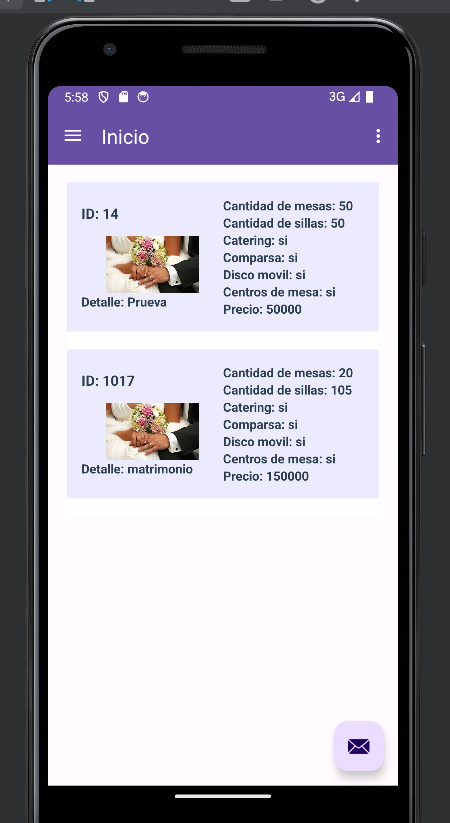 5:58
3G
Inicio
ID: 14
Detalle: Prueva
Cantidad de mesas: 50
Cantidad de sillas: 50
Catering: si
Comparsa: si
Disco movil: si
Centros de mesa: si
Precio: 50000
ID: 1017
Detalle: matrimonio
Cantidad de mesas: 20
Cantidad de sillas: 105
Catering: si
Comparsa: si
Disco movil: si
Centros de mesa: si
Precio: 150000